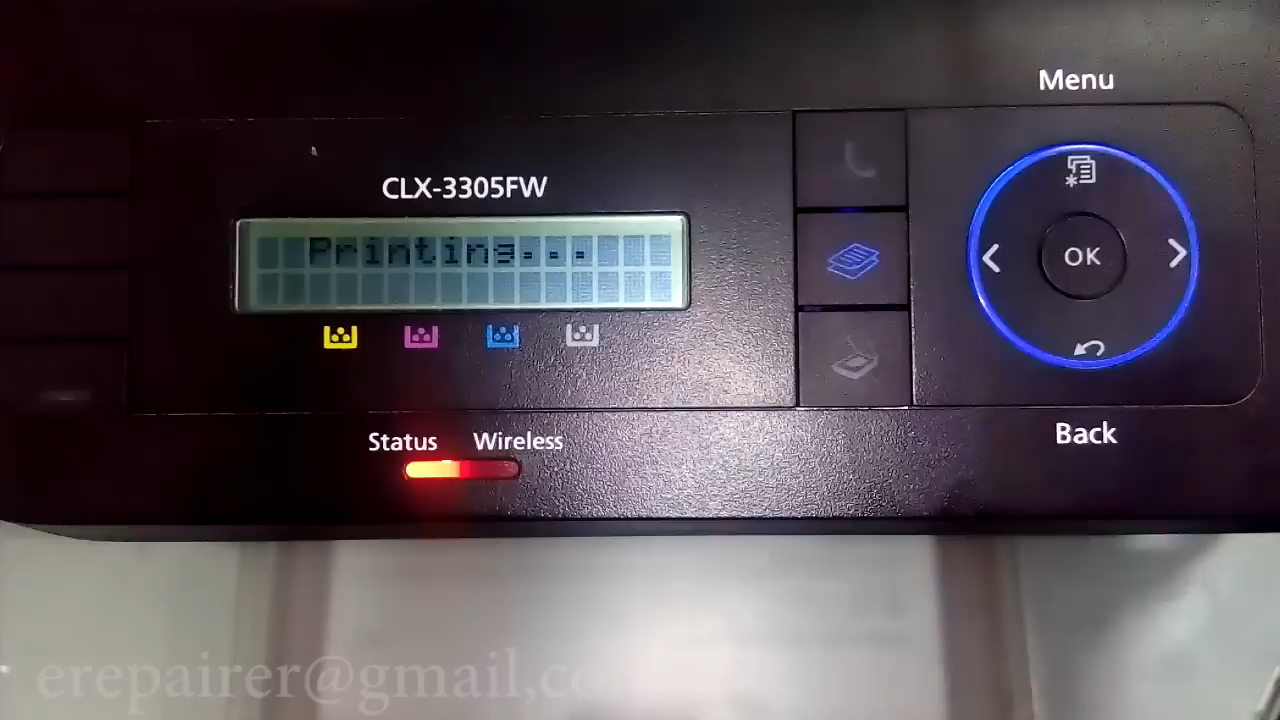 Menu
CLX-3305FW
Printing...
OK
Status Wireless
Back
erepairer@gmail,co